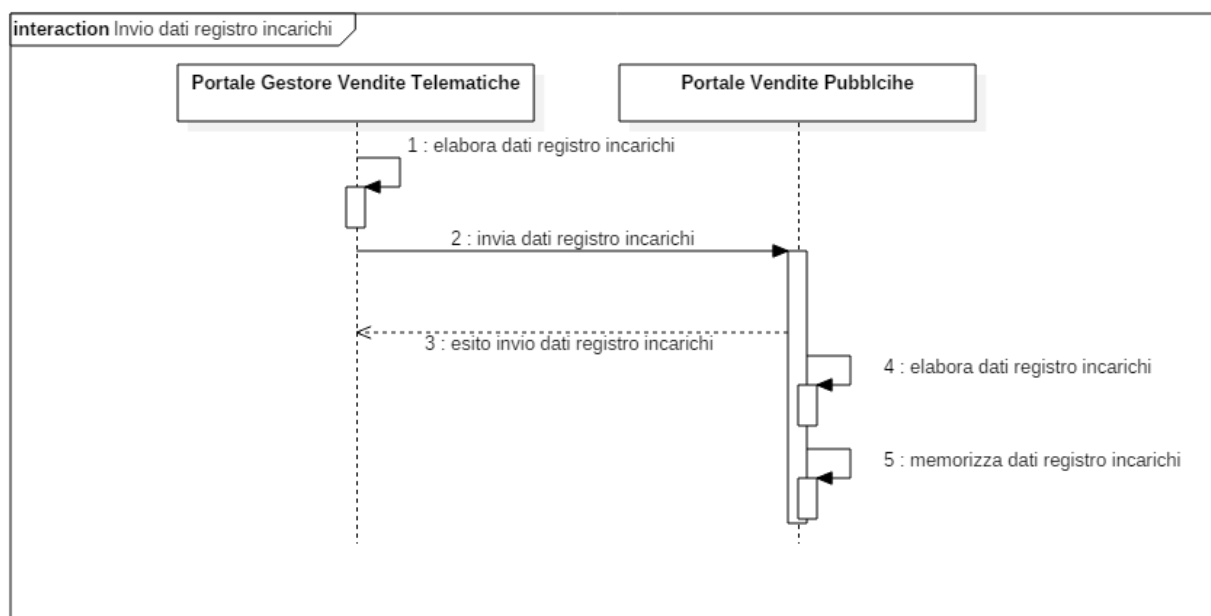 interaction Invio dati registro incarichi
Portale Gestore Vendite Telematiche
Portale Vendite Pubblcihe
1 : elabora dati registro incarichi
2 : invia dati registro incarichi
3 : esito invio dati registro incarichi
4 : elabora dati registro incarichi
5 : memorizza dati registro incarichi